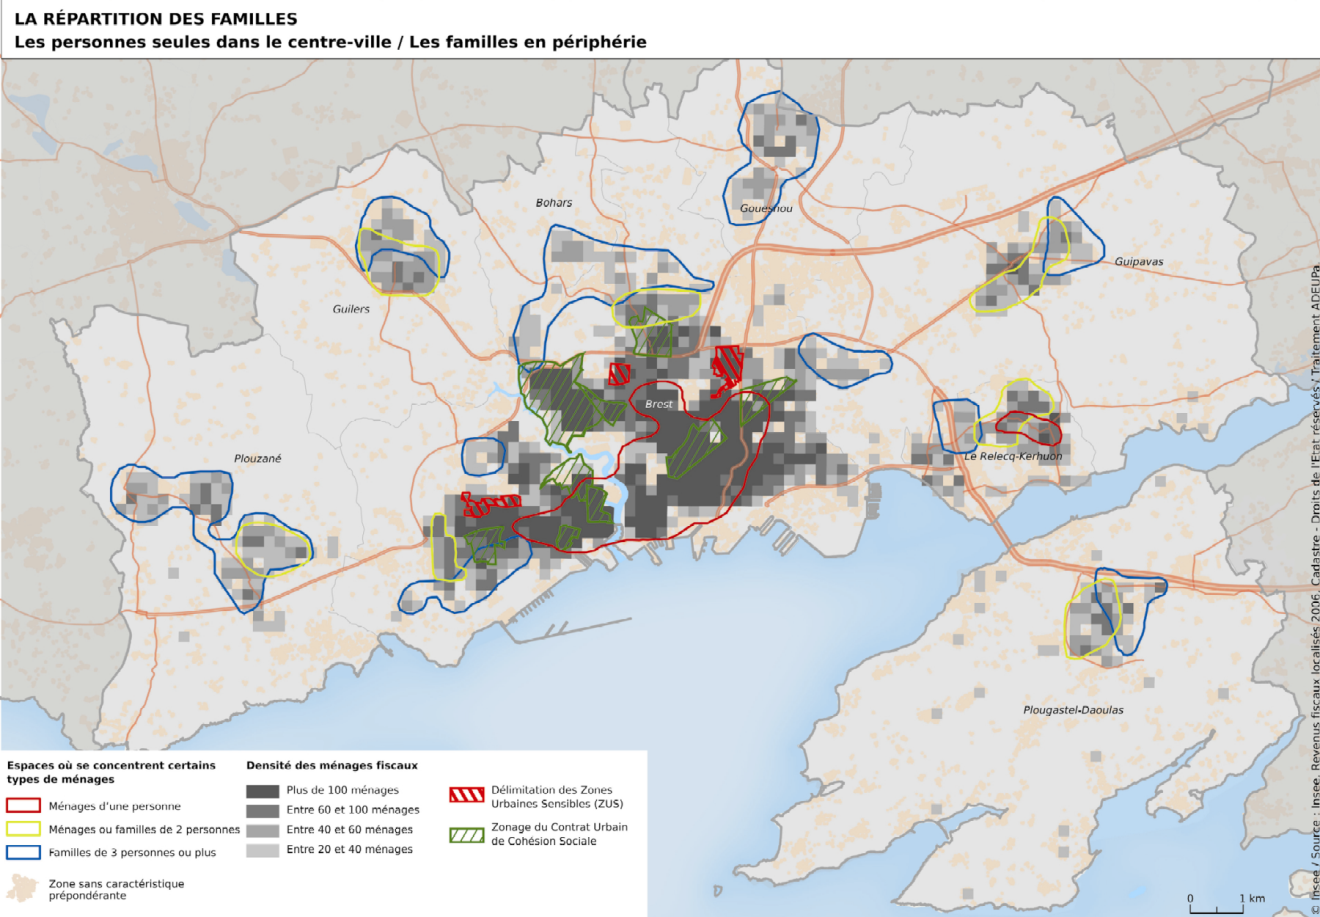 LA RÉPARTITION DES FAMILLES
Les personnes seules dans le centre-ville / Les familles en périphérie
Bohars
Gouesnou
Guipavas
Guilers
Brest
Le Relecq-Kerhuon
Plouzané
Plougastel-Daoulas
Espaces où se concentrent certains
types de ménages
Ménages d'une personne
Ménages ou familles de 2 personnes
Familles de 3 personnes ou plus
Zone sans caractéristique
prépondérante
Densité des ménages fiscaux
Plus de 100 ménages
Entre 60 et 100 ménages
Entre 40 et 60 ménages
Entre 20 et 40 ménages
Délimitation des Zones
Urbaines Sensibles (ZUS)
Zonage du Contrat Urbain
de Cohésion Sociale
0 1 km
© Insee / Source : Insee, Revenus fiscaux localisés 2006, Cadastre - Droits de l'Etat réservés / Traitement ADEUPa